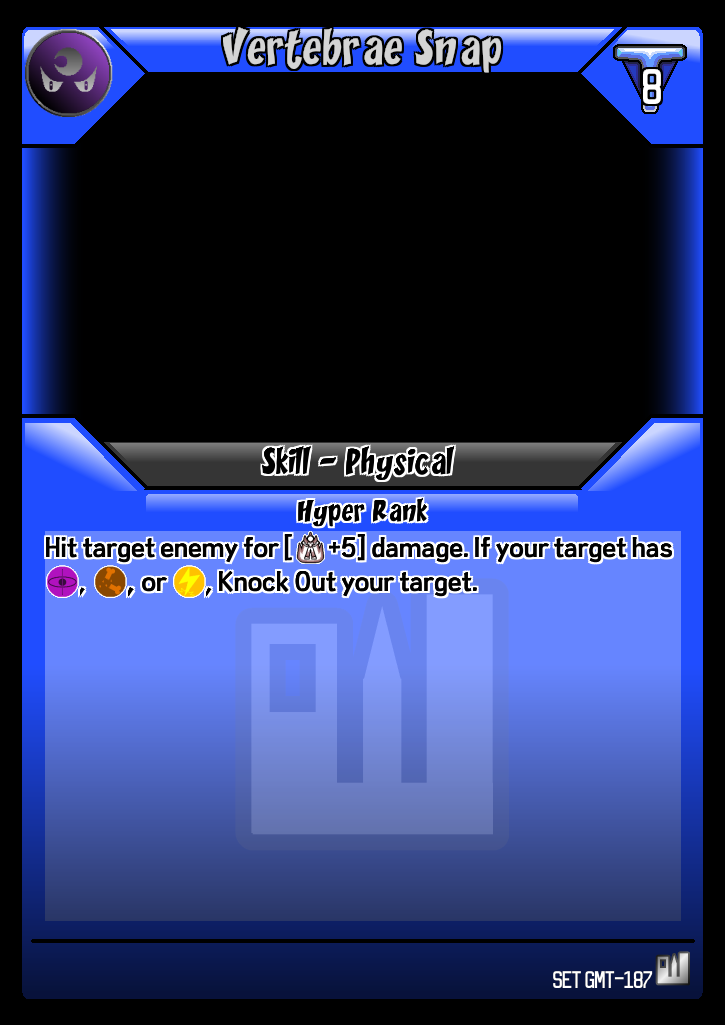 Vertebrae Snap
8
Skill - Physical
Hyper Rank
Hit target enemy for [ +5] damage. If your target has
, , or , Knock Out your target.
SET GMT-187